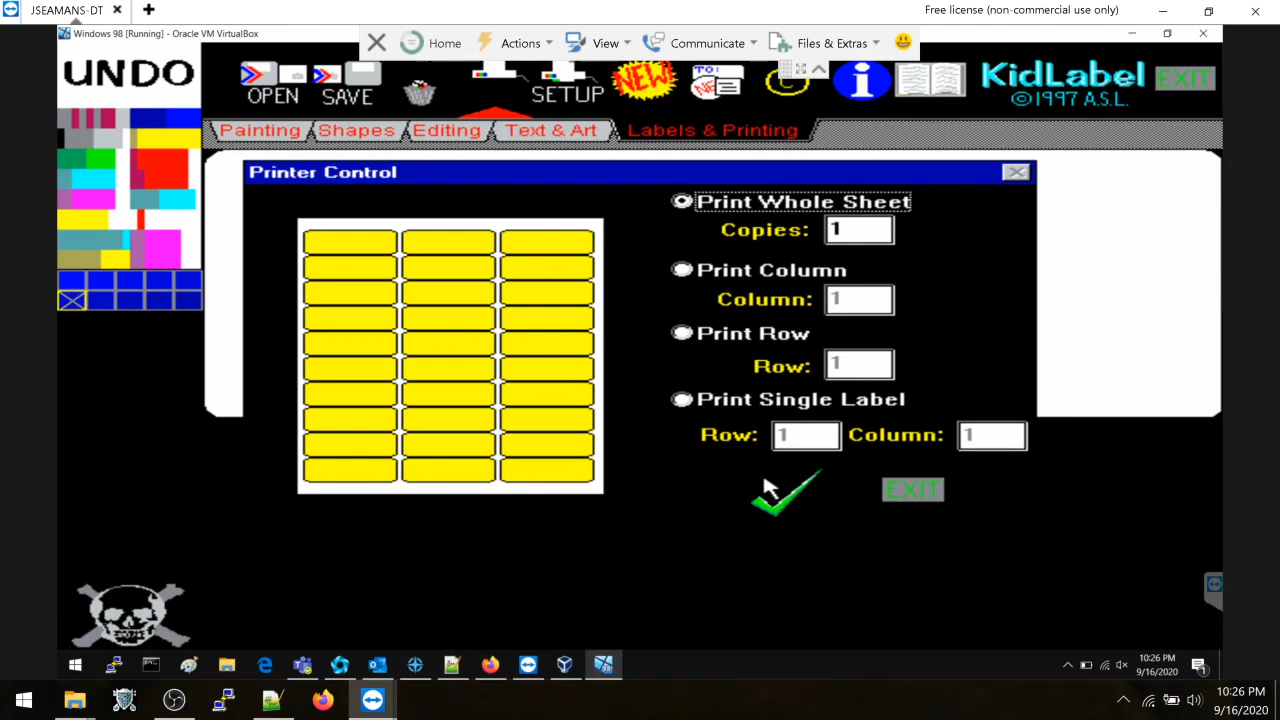 JSEAMANS-DT
Free license (non-commercial use only)
Windows 98 [Running] - Oracle VM VirtualBox
Home
Actions
View
Communicate
Files & Extras
UNDO
OPEN
SAVE
SETUP
NEW!
TO:
C
i
KidLabel
©1997 A.S.L.
EXIT
Painting
Shapes
Editing
Text & Art
Labels & Printing
Printer Control
Print Whole Sheet
Copies: 1
Print Column
Column: 1
Print Row
Row: 1
Print Single Label
Row: 1 Column: 1
EXIT
10:26 PM
9/16/2020
1
10:26 PM
9/16/2020